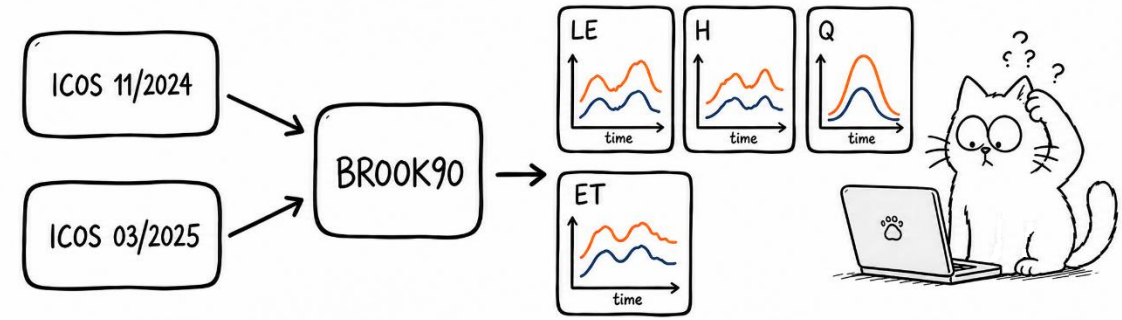 ICOS 11/2024
ICOS 03/2025
BROOK90
LE
time
H
time
Q
time
ET
time
? ? ? ?